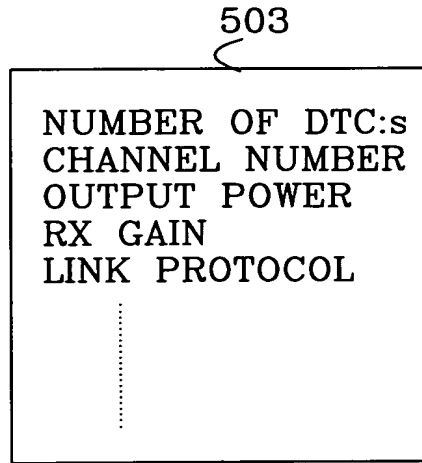 503
NUMBER OF DTC:s
CHANNEL NUMBER
OUTPUT POWER
RX GAIN
LINK PROTOCOL